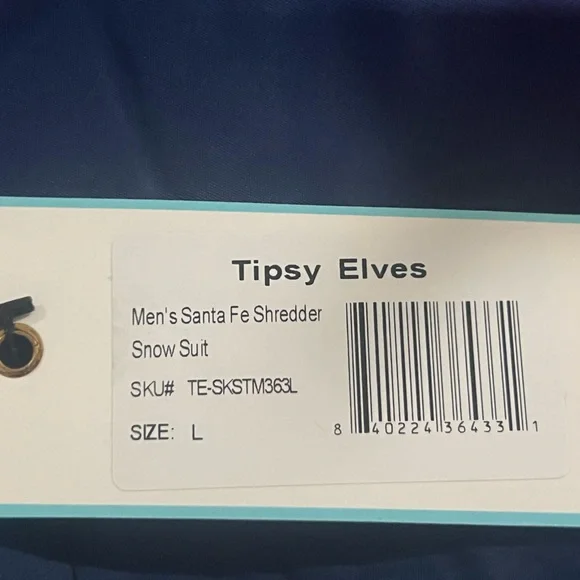 Tipsy Elves
Men's Santa Fe Shredder
Snow Suit
SKU# TE-SKSTM363L
SIZE: L
8 40224 36433 1